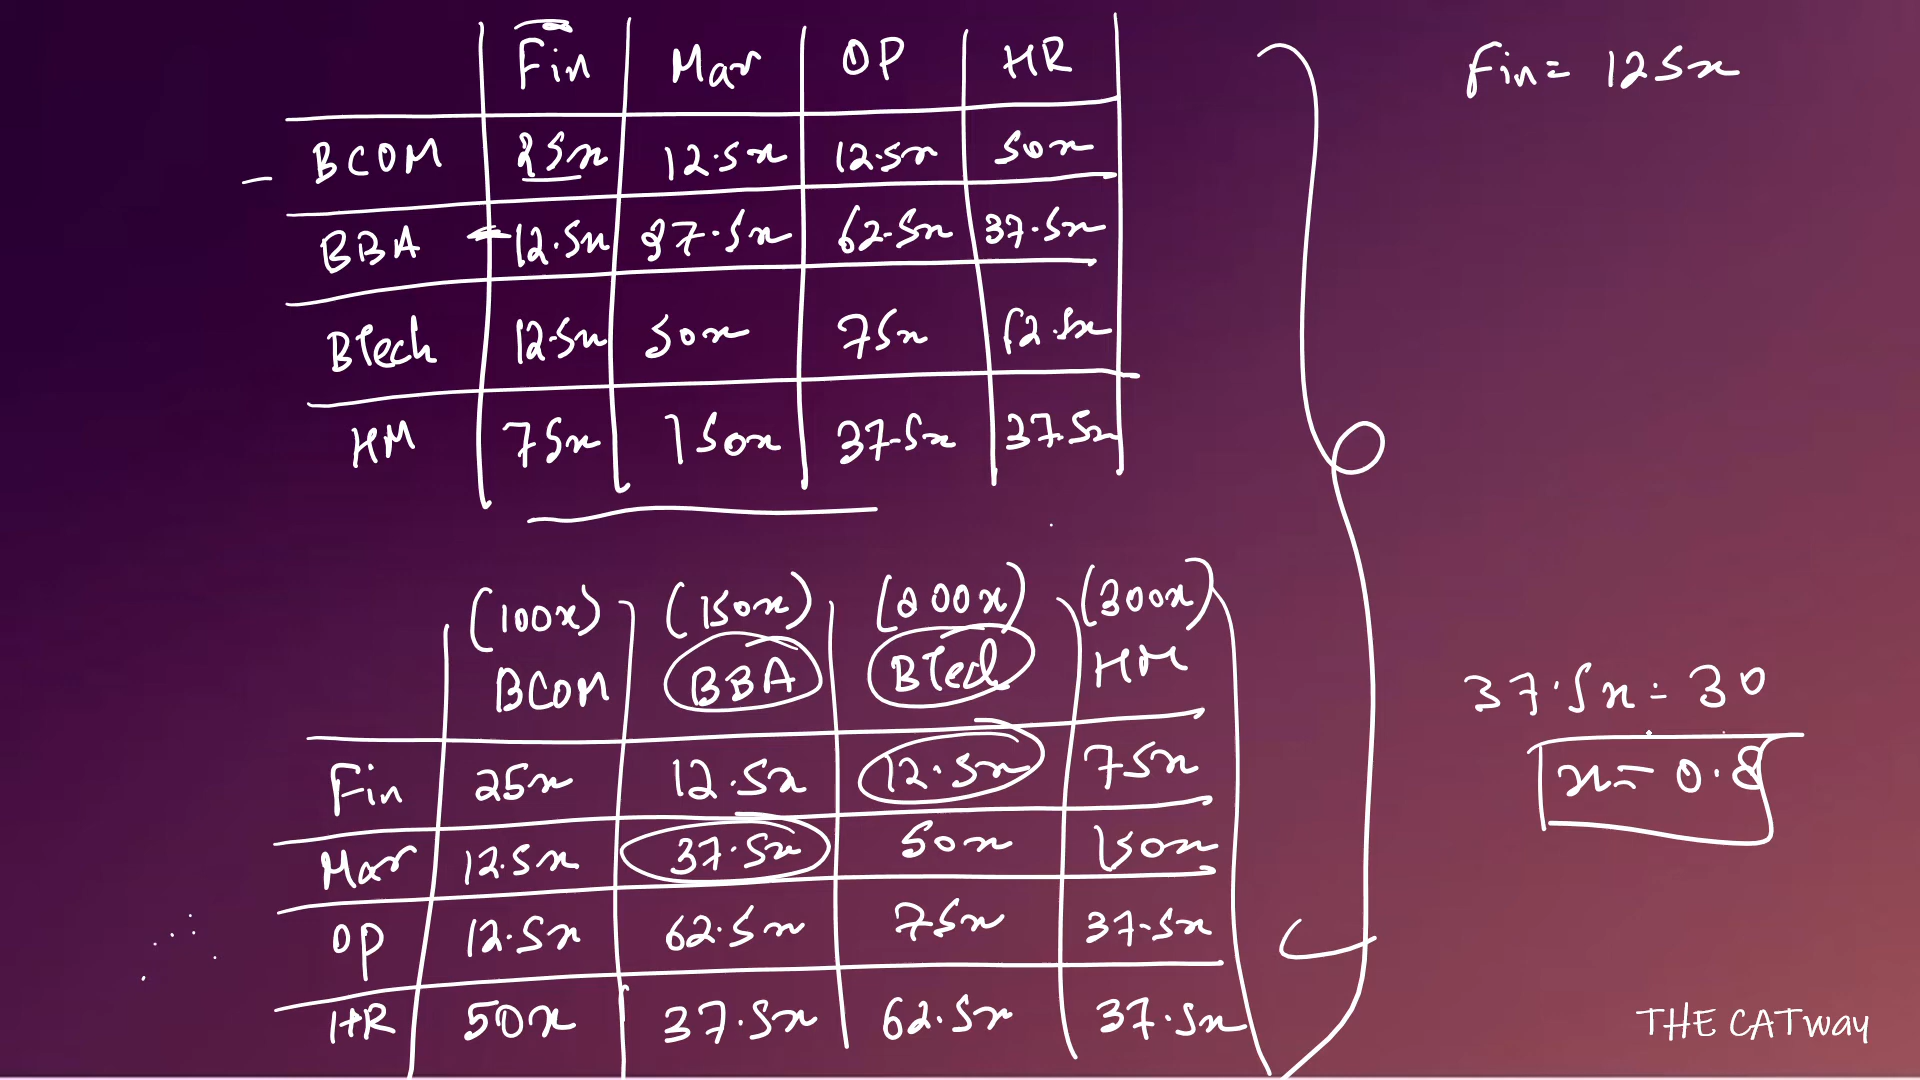 Fin Mar OP HR
Fin = 125x
BCOM 25x 12.5x 12.5x 50x
BBA 12.5x 37.5x 62.5x 37.5x
BTech 12.5x 50x 75x 62.5x
HM 75x 150x 37.5x 37.5x
(100x) (150x) (200x) (300x)
BCOM BBA BTech HM
Fin 25x 12.5x 12.5x 75x
Mar 12.5x 37.5x 50x 150x
OP 12.5x 62.5x 75x 37.5x
HR 50x 37.5x 62.5x 37.5x
37.5x = 30
x = 0.8
THE CATway